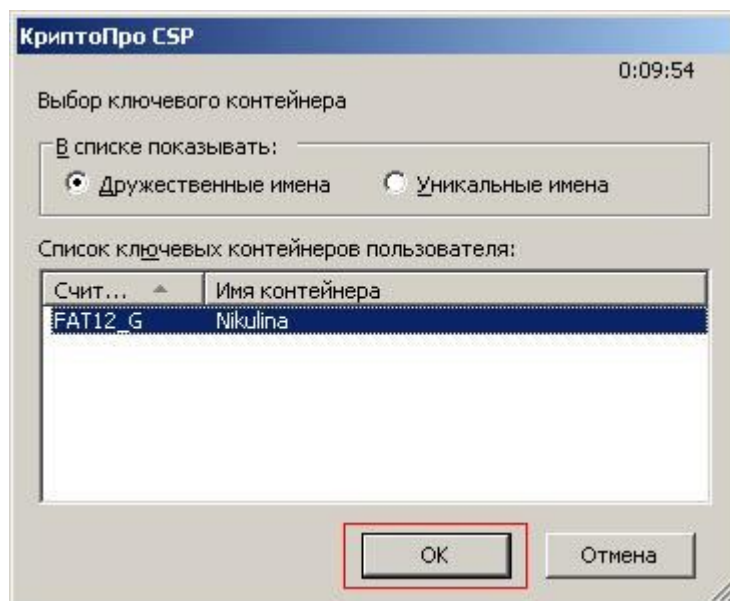 КриптоПро CSP
0:09:54
Выбор ключевого контейнера
В списке показывать:
Дружественные имена Уникальные имена
Список ключевых контейнеров пользователя:
Счит... Имя контейнера
FAT12_G Nikulina
ОК Отмена